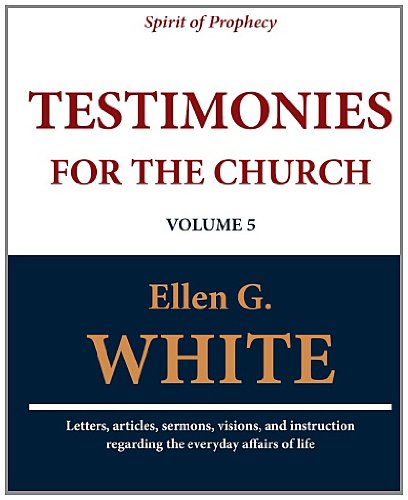 Spirit of Prophecy
TESTIMONIES
FOR THE CHURCH
VOLUME 5
Ellen G.
WHITE
Letters, articles, sermons, visions, and instruction
regarding the everyday affairs of life